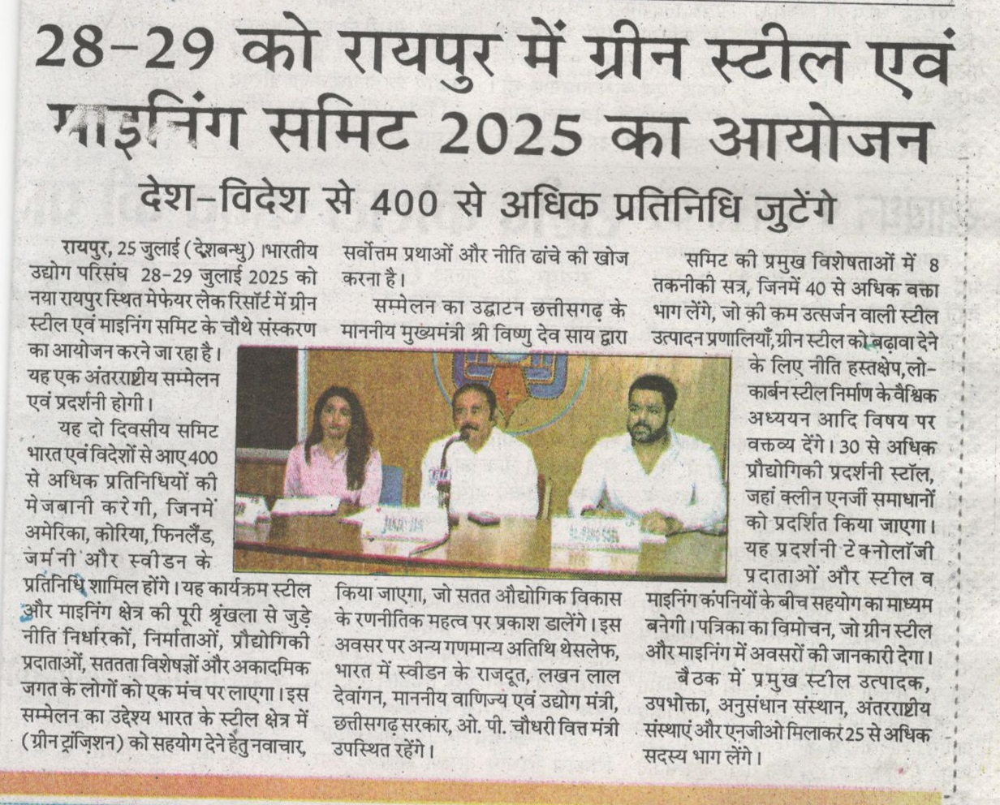 28-29 को रायपुर में ग्रीन स्टील एवं
माइनिंग समिट 2025 का आयोजन
देश-विदेश से 400 से अधिक प्रतिनिधि जुटेंगे
रायपुर, 25 जुलाई (देशबन्धु)। भारतीय
उद्योग परिसंघ 28-29 जुलाई 2025 को
नया रायपुर स्थित मेफेयर लेक रिसॉर्ट में ग्रीन
स्टील एवं माइनिंग समिट के चौथे संस्करण
का आयोजन करने जा रहा है।
यह एक अंतरराष्ट्रीय सम्मेलन
एवं प्रदर्शनी होगी।
यह दो दिवसीय समिट
भारत एवं विदेशों से आए 400
से अधिक प्रतिनिधियों की
मेजबानी करेगी, जिनमें
अमेरिका, कोरिया, फिनलैंड,
जर्मनी और स्वीडन के
प्रतिनिधि शामिल होंगे। यह कार्यक्रम स्टील
और माइनिंग क्षेत्र की पूरी श्रृंखला से जुड़े
नीति निर्धारकों, निर्माताओं, प्रौद्योगिकी
प्रदाताओं, सततता विशेषज्ञों और अकादमिक
जगत के लोगों को एक मंच पर लाएगा। इस
सम्मेलन का उद्देश्य भारत के स्टील क्षेत्र में
(ग्रीन ट्रांज़िशन) को सहयोग देने हेतु नवाचार,
सर्वोत्तम प्रथाओं और नीति ढांचे की खोज
करना है।
सम्मेलन का उद्घाटन छत्तीसगढ़ के
माननीय मुख्यमंत्री श्री विष्णु देव साय द्वारा
किया जाएगा, जो सतत औद्योगिक विकास
के रणनीतिक महत्व पर प्रकाश डालेंगे। इस
अवसर पर अन्य गणमान्य अतिथि थेसलेफ,
भारत में स्वीडन के राजदूत, लखन लाल
देवांगन, माननीय वाणिज्य एवं उद्योग मंत्री,
छत्तीसगढ़ सरकार, ओ. पी. चौधरी वित्त मंत्री
उपस्थित रहेंगे।
समिट की प्रमुख विशेषताओं में 8
तकनीकी सत्र, जिनमें 40 से अधिक वक्ता
भाग लेंगे, जो की कम उत्सर्जन वाली स्टील
उत्पादन प्रणालियाँ, ग्रीन स्टील को बढ़ावा देने
के लिए नीति हस्तक्षेप, लो-
कार्बन स्टील निर्माण के वैश्विक
अध्ययन आदि विषय पर
वक्तव्य देंगे। 30 से अधिक
प्रौद्योगिकी प्रदर्शनी स्टॉल,
जहां क्लीन एनर्जी समाधानों
को प्रदर्शित किया जाएगा।
यह प्रदर्शनी टेक्नोलॉजी
प्रदाताओं और स्टील व
माइनिंग कंपनियों के बीच सहयोग का माध्यम
बनेगी। पत्रिका का विमोचन, जो ग्रीन स्टील
और माइनिंग में अवसरों की जानकारी देगा।
बैठक में प्रमुख स्टील उत्पादक,
उपभोक्ता, अनुसंधान संस्थान, अंतरराष्ट्रीय
संस्थाएं और एनजीओ मिलाकर 25 से अधिक
सदस्य भाग लेंगे।